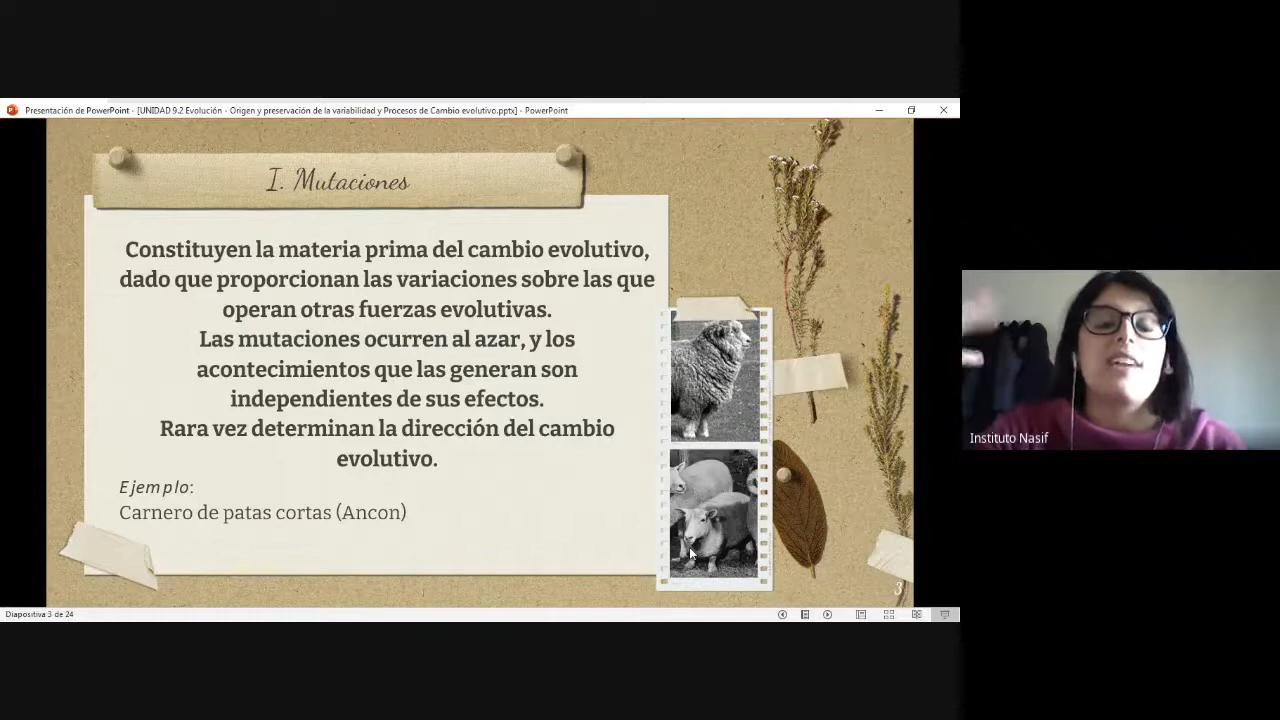 Presentación de PowerPoint - [UNIDAD 9.2 Evolución - Origen y preservación de la variabilidad y Procesos de Cambio evolutivo.pptx] - PowerPoint
I. Mutaciones
Constituyen la materia prima del cambio evolutivo,
dado que proporcionan las variaciones sobre las que
operan otras fuerzas evolutivas.
Las mutaciones ocurren al azar, y los
acontecimientos que las generan son
independientes de sus efectos.
Rara vez determinan la dirección del cambio
evolutivo.
Ejemplo:
Carnero de patas cortas (Ancon)
3
Diapositiva 3 de 24
Instituto Nasif